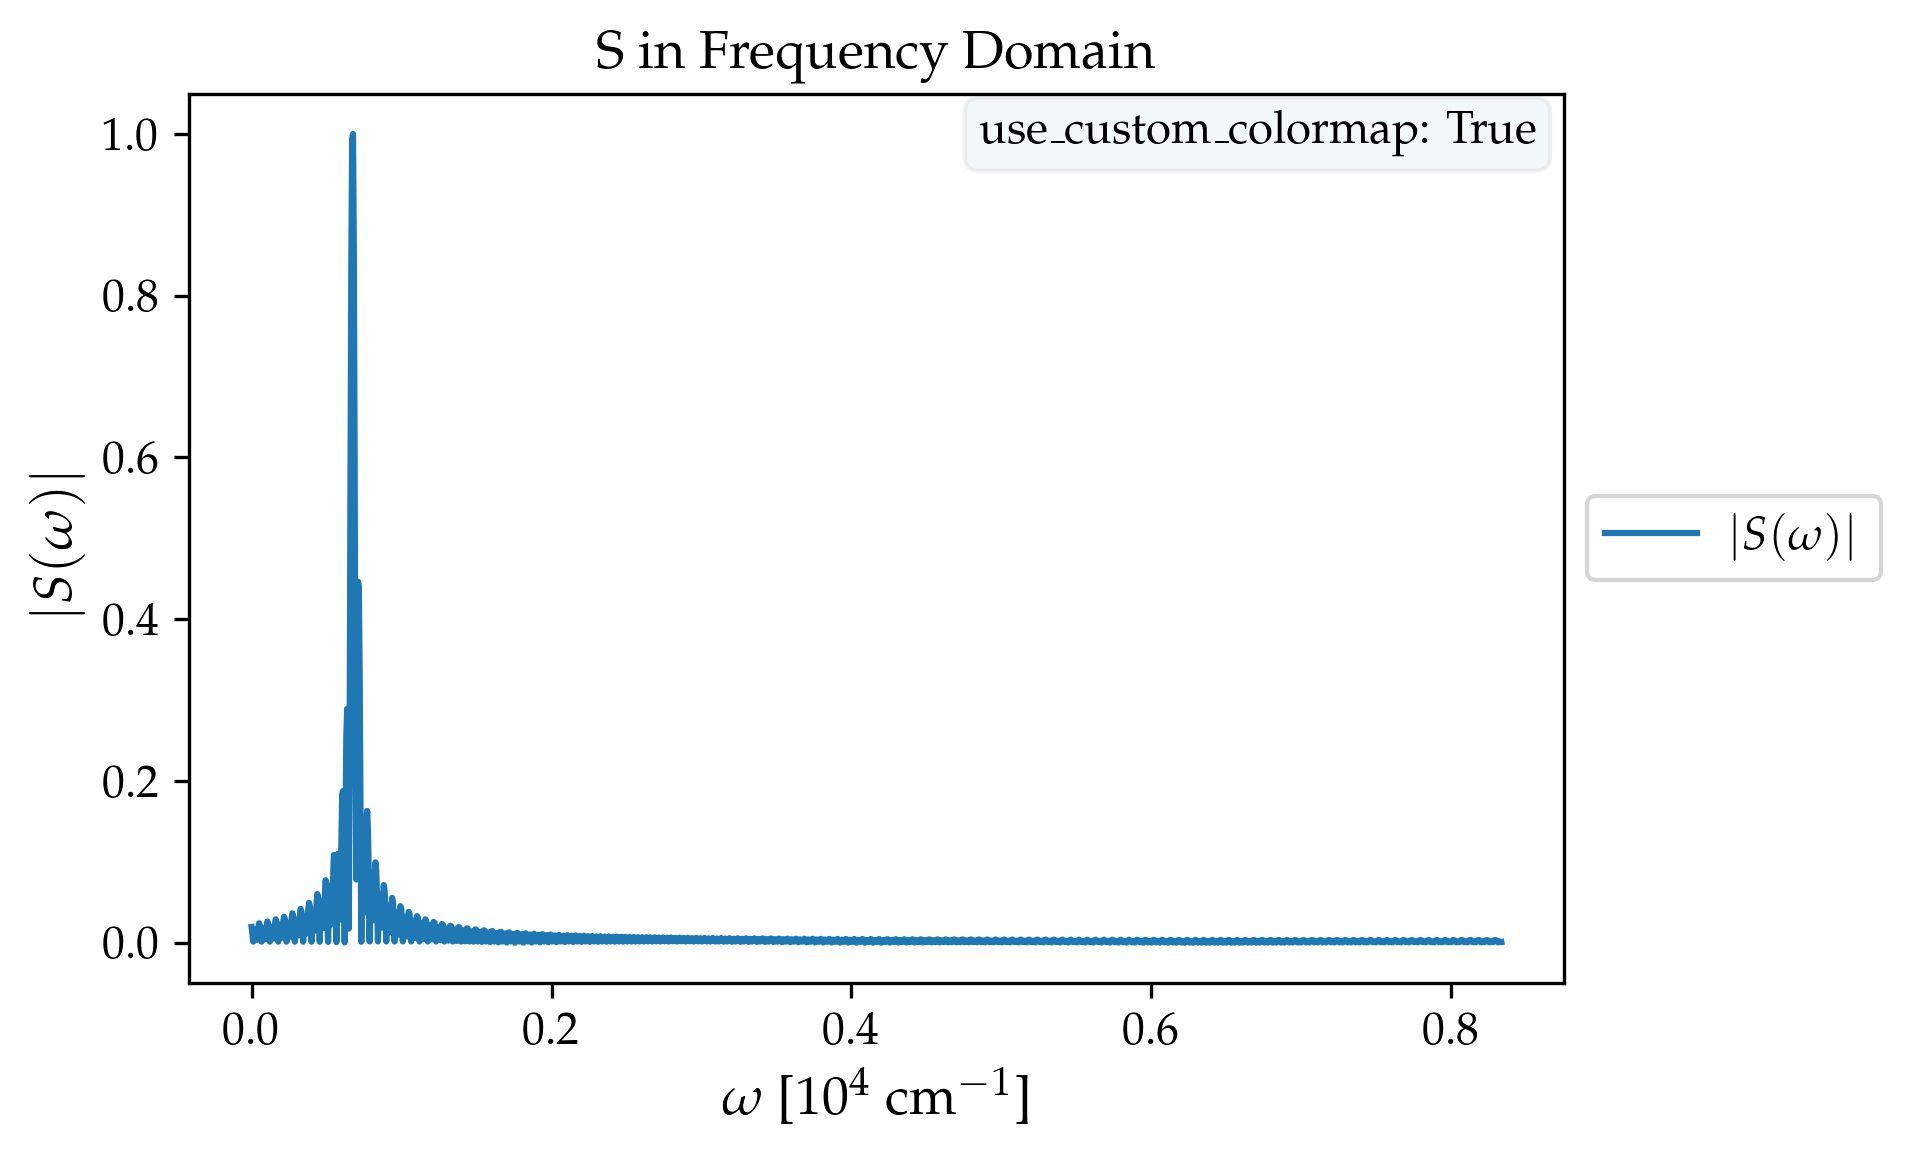 S in Frequency Domain
use_custom_colormap: True
1.0
0.8
0.6
0.4
0.2
0.0
|S(ω)|
|S(ω)|
0.0 0.2 0.4 0.6 0.8
ω [10⁴ cm⁻¹]